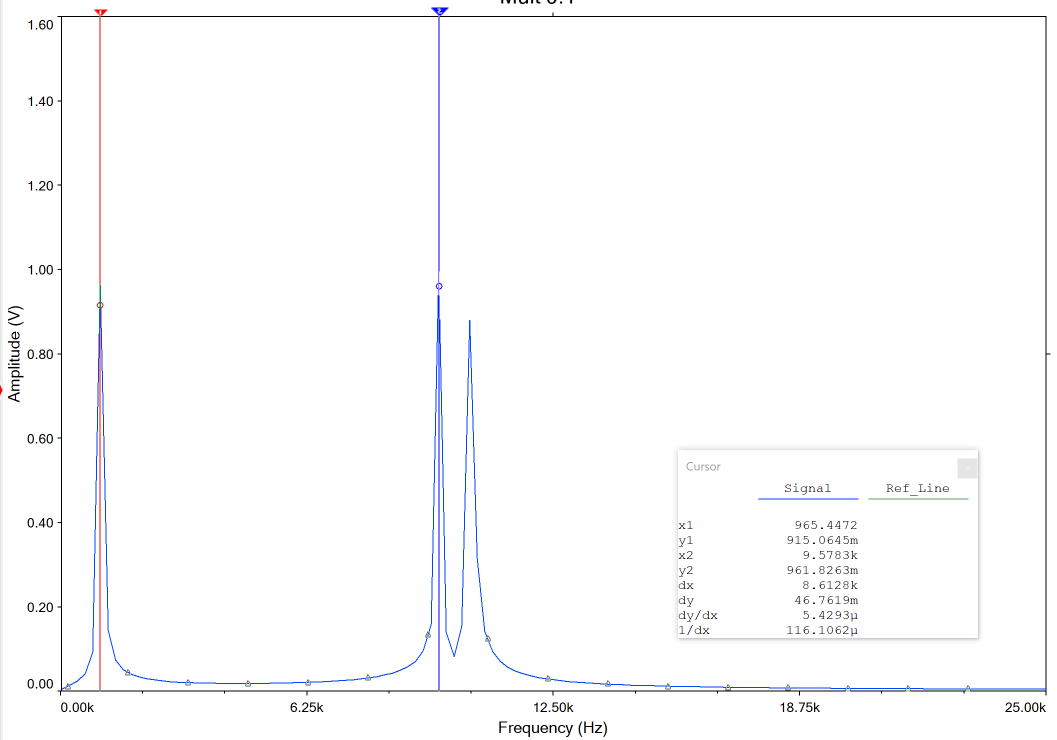 1.60
1.40
1.20
1.00
0.80
0.60
0.40
0.20
0.00
Amplitude (V)
0.00k 6.25k 12.50k 18.75k 25.00k
Frequency (Hz)
Cursor
Signal Ref_Line
x1 965.4472
y1 915.0645m
x2 9.5783k
y2 961.8263m
dx 8.6128k
dy 46.7619m
dy/dx 5.4293µ
1/dx 116.1062µ